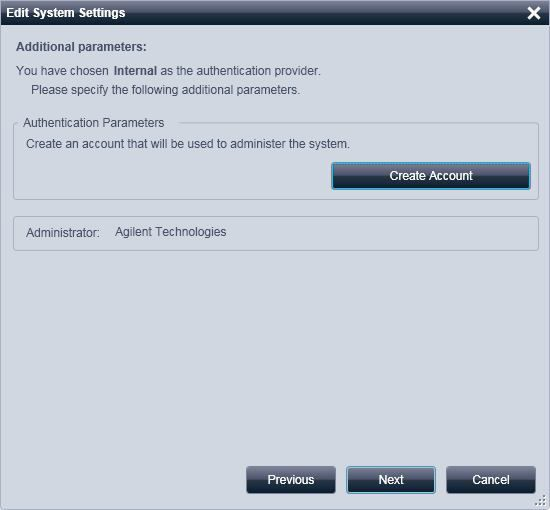 Edit System Settings
Additional parameters:
You have chosen Internal as the authentication provider.
Please specify the following additional parameters.
Authentication Parameters
Create an account that will be used to administer the system.
Create Account
Administrator: Agilent Technologies
Previous Next Cancel